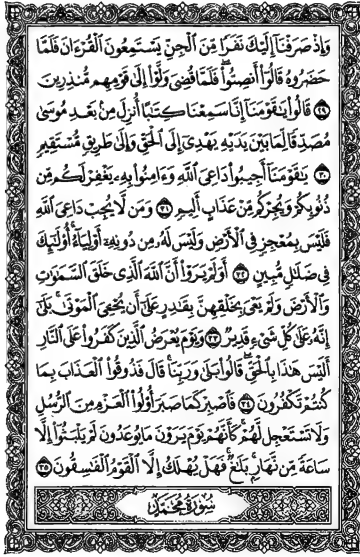 وَإِذْ صَرَفْنَآ إِلَيْكَ نَفَرًا مِّنَ ٱلْجِنِّ يَسْتَمِعُونَ ٱلْقُرْءَانَ فَلَمَّا
حَضَرُوهُ قَالُوٓا۟ أَنصِتُوا۟ فَلَمَّا قُضِىَ وَلَّوْا۟ إِلَىٰ قَوْمِهِم مُّنذِرِينَ
٢٩ قَالُوا۟ يَٰقَوْمَنَآ إِنَّا سَمِعْنَا كِتَٰبًا أُنزِلَ مِنۢ بَعْدِ مُوسَىٰ
مُصَدِّقًا لِّمَا بَيْنَ يَدَيْهِ يَهْدِىٓ إِلَى ٱلْحَقِّ وَإِلَىٰ طَرِيقٍ مُّسْتَقِيمٍ
٣٠ يَٰقَوْمَنَآ أَجِيبُوا۟ دَاعِىَ ٱللَّهِ وَءَامِنُوا۟ بِهِۦ يَغْفِرْ لَكُم مِّن
ذُنُوبِكُمْ وَيُجِرْكُم مِّنْ عَذَابٍ أَلِيمٍ ٣١ وَمَن لَّا يُجِبْ دَاعِىَ ٱللَّهِ
فَلَيْسَ بِمُعْجِزٍ فِى ٱلْأَرْضِ وَلَيْسَ لَهُۥ مِن دُونِهِۦٓ أَوْلِيَآءُ أُو۟لَٰٓئِكَ
فِى ضَلَٰلٍ مُّبِينٍ ٣٢ أَوَلَمْ يَرَوْا۟ أَنَّ ٱللَّهَ ٱلَّذِى خَلَقَ ٱلسَّمَٰوَٰتِ
وَٱلْأَرْضَ وَلَمْ يَعْىَ بِخَلْقِهِنَّ بِقَٰدِرٍ عَلَىٰٓ أَن يُحْۦِىَ ٱلْمَوْتَىٰ بَلَىٰٓ
إِنَّهُۥ عَلَىٰ كُلِّ شَىْءٍ قَدِيرٌ ٣٣ وَيَوْمَ يُعْرَضُ ٱلَّذِينَ كَفَرُوا۟ عَلَى ٱلنَّارِ
أَلَيْسَ هَٰذَا بِٱلْحَقِّ قَالُوا۟ بَلَىٰ وَرَبِّنَا قَالَ فَذُوقُوا۟ ٱلْعَذَابَ بِمَا
كُنتُمْ تَكْفُرُونَ ٣٤ فَٱصْبِرْ كَمَا صَبَرَ أُو۟لُوا۟ ٱلْعَزْمِ مِنَ ٱلرُّسُلِ
وَلَا تَسْتَعْجِل لَّهُمْ كَأَنَّهُمْ يَوْمَ يَرَوْنَ مَا يُوعَدُونَ لَمْ يَلْبَثُوٓا۟ إِلَّا
سَاعَةً مِّن نَّهَارٍۭ بَلَٰغٌ فَهَلْ يُهْلَكُ إِلَّا ٱلْقَوْمُ ٱلْفَٰسِقُونَ ٣٥
سُورَةُ مُحَمَّدٍ